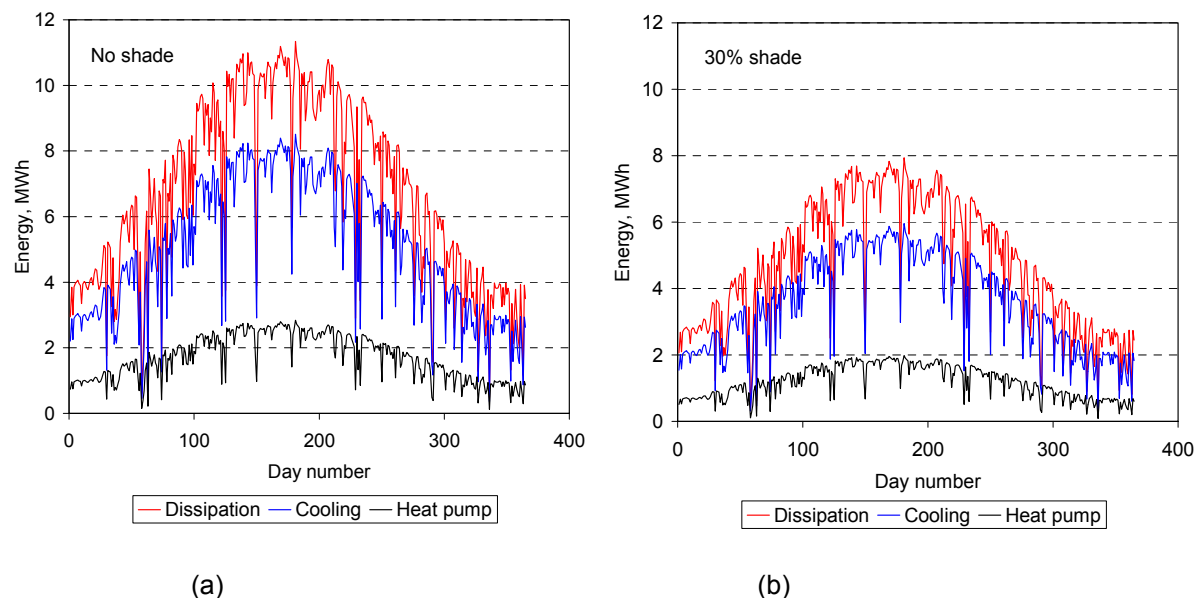 12
10
8
6
4
2
0
Energy, MWh
No shade
0 100 200 300 400
Day number
Dissipation Cooling Heat pump
(a)
12
10
8
6
4
2
0
Energy, MWh
30% shade
0 100 200 300 400
Day number
Dissipation Cooling Heat pump
(b)